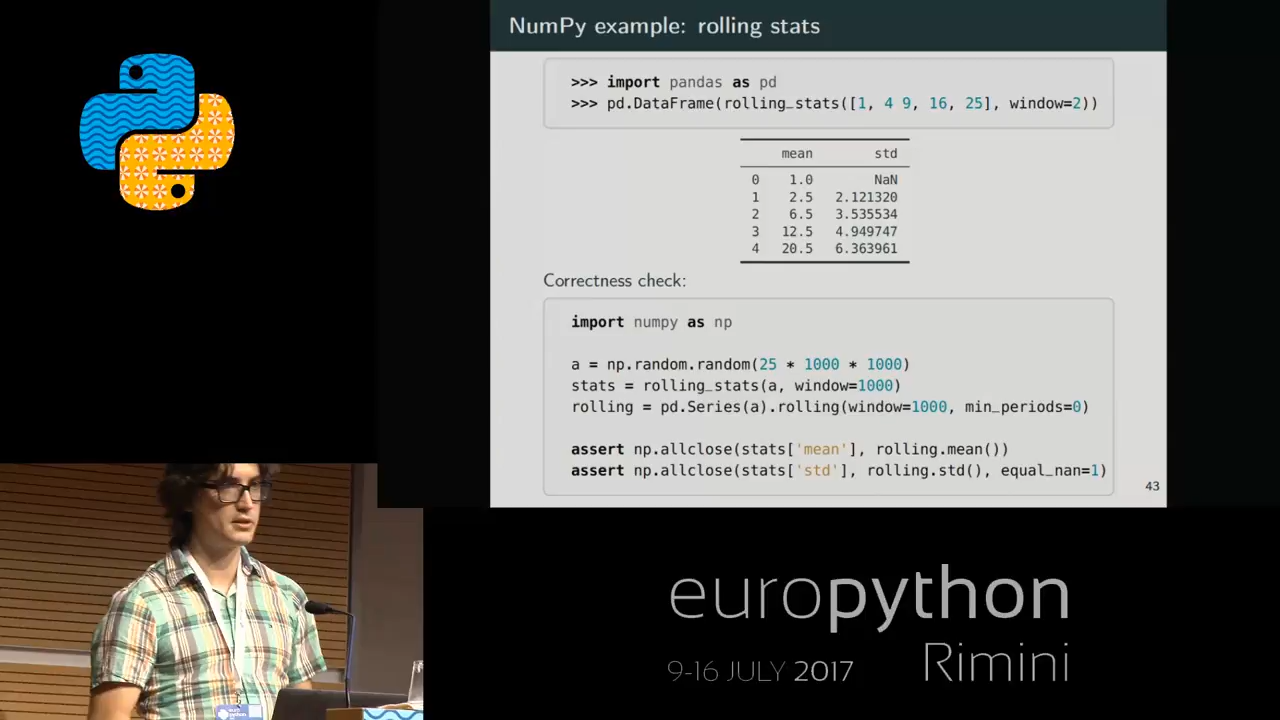 NumPy example: rolling stats
>>> import pandas as pd
>>> pd.DataFrame(rolling_stats([1, 4 9, 16, 25], window=2))
mean std
0 1.0 NaN
1 2.5 2.121320
2 6.5 3.535534
3 12.5 4.949747
4 20.5 6.363961
Correctness check:
import numpy as np
a = np.random.random(25 * 1000 * 1000)
stats = rolling_stats(a, window=1000)
rolling = pd.Series(a).rolling(window=1000, min_periods=0)
assert np.allclose(stats['mean'], rolling.mean())
assert np.allclose(stats['std'], rolling.std(), equal_nan=1)
43
europython
9-16 JULY 2017 Rimini
python